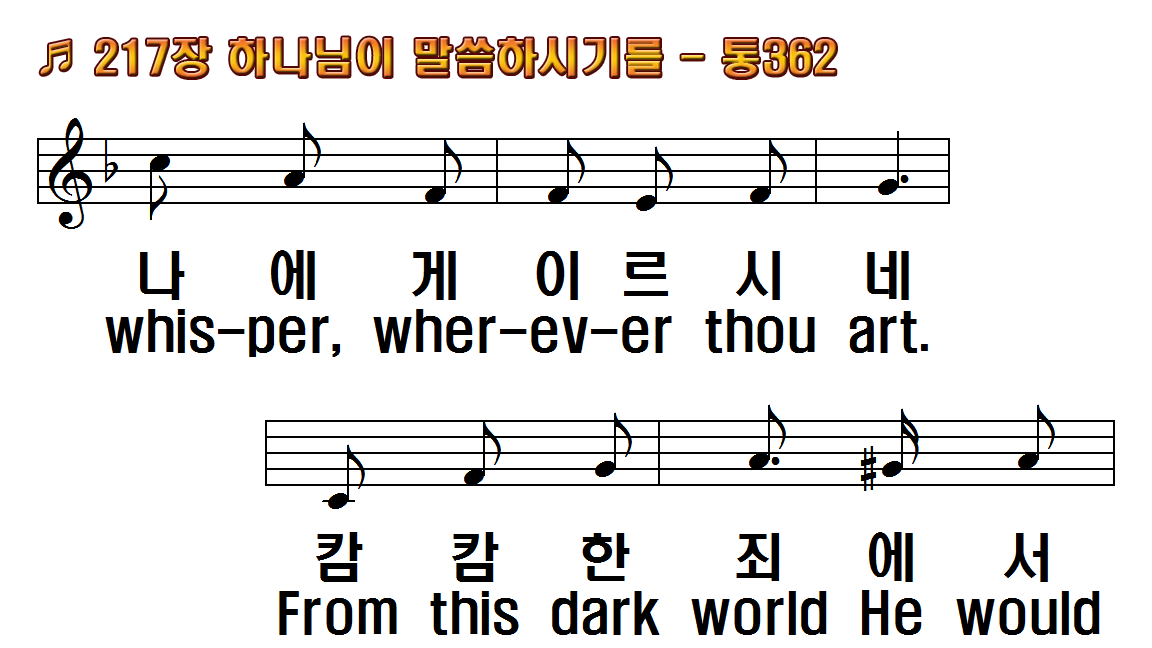 ♬ 217장 하나님이 말씀하시기를 - 통362
나 에 게 이 르 시 네
whis-per, wher-ev-er thou art.
캄 캄 한 죄 에 서
From this dark world He would